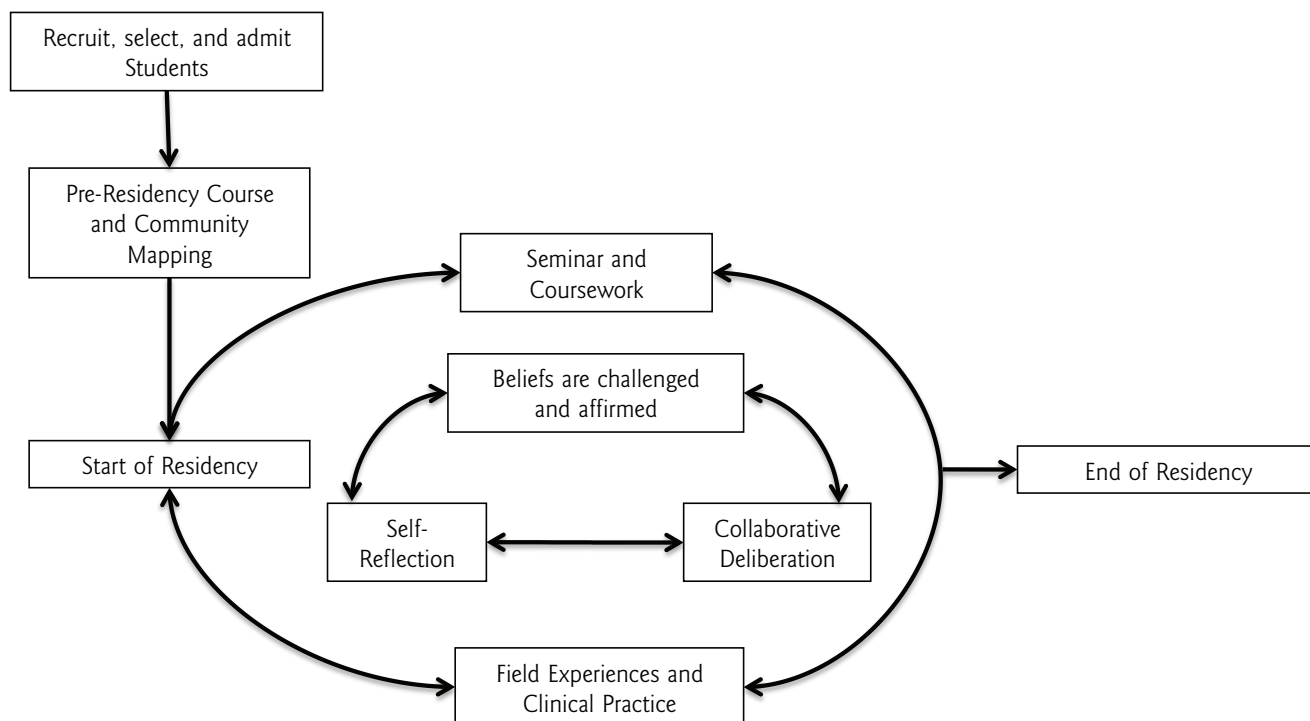 Recruit, select, and admit
Students
Pre-Residency Course
and Community
Mapping
Seminar and
Coursework
Beliefs are challenged
and affirmed
Start of Residency
End of Residency
Self-
Reflection
Collaborative
Deliberation
Field Experiences and
Clinical Practice